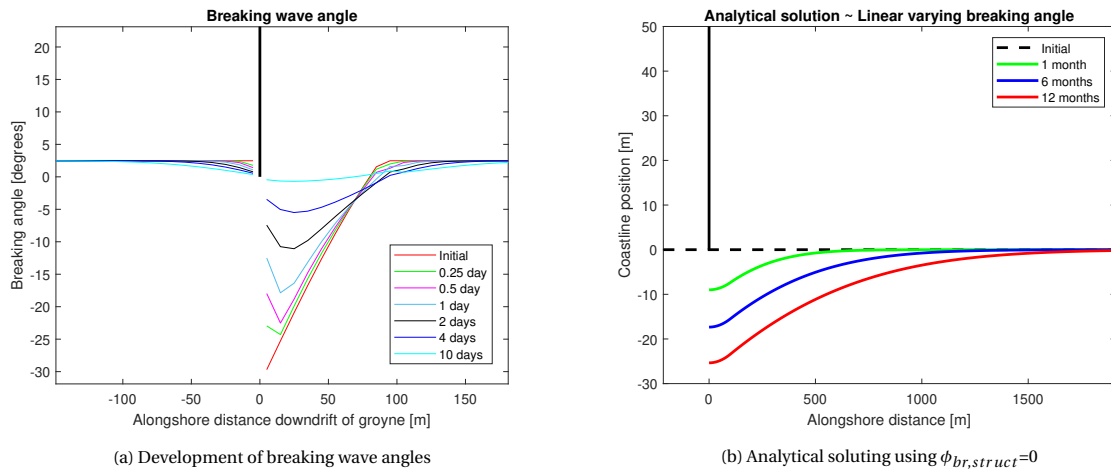 Breaking wave angle
Breaking angle [degrees]
20
15
10
5
0
-5
-10
-15
-20
-25
-30
Initial
0.25 day
0.5 day
1 day
2 days
4 days
10 days
-100
-50
0
50
100
150
Alongshore distance downdrift of groyne [m]
(a) Development of breaking wave angles
Analytical solution ~ Linear varying breaking angle
Coastline position [m]
50
40
30
20
10
0
-10
-20
-30
Initial
1 month
6 months
12 months
0
500
1000
1500
Alongshore distance [m]
(b) Analytical soluting using ϕbr,struct=0